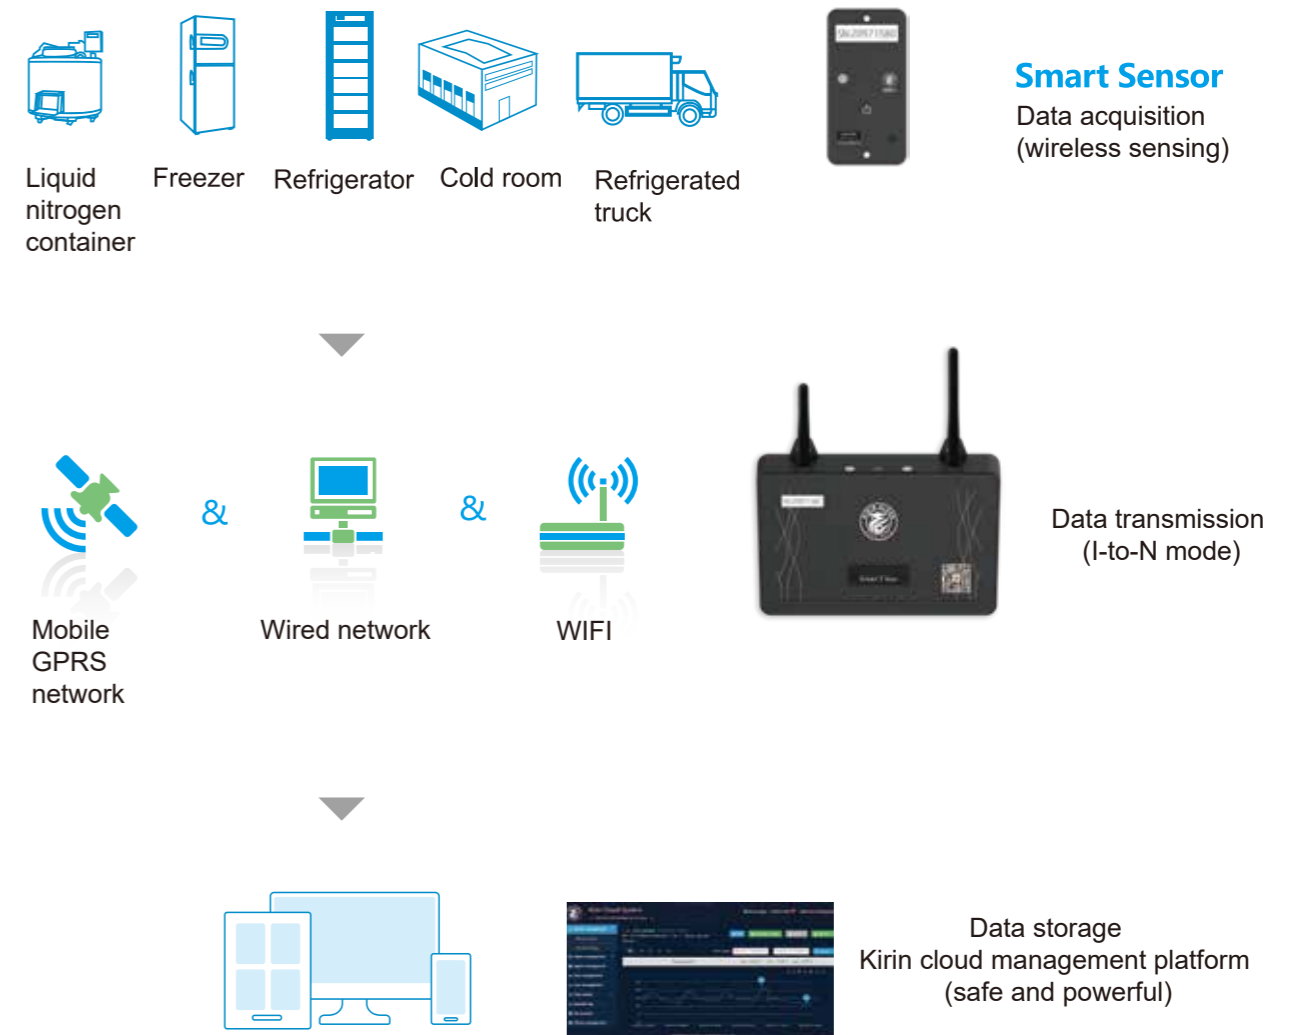 Smart Sensor
Data acquisition
(wireless sensing)
Liquid
nitrogen
container
Freezer
Refrigerator
Cold room
Refrigerated
truck
&
&
Data transmission
(I-to-N mode)
Mobile
GPRS
network
Wired network
WIFI
Data storage
Kirin cloud management platform
(safe and powerful)